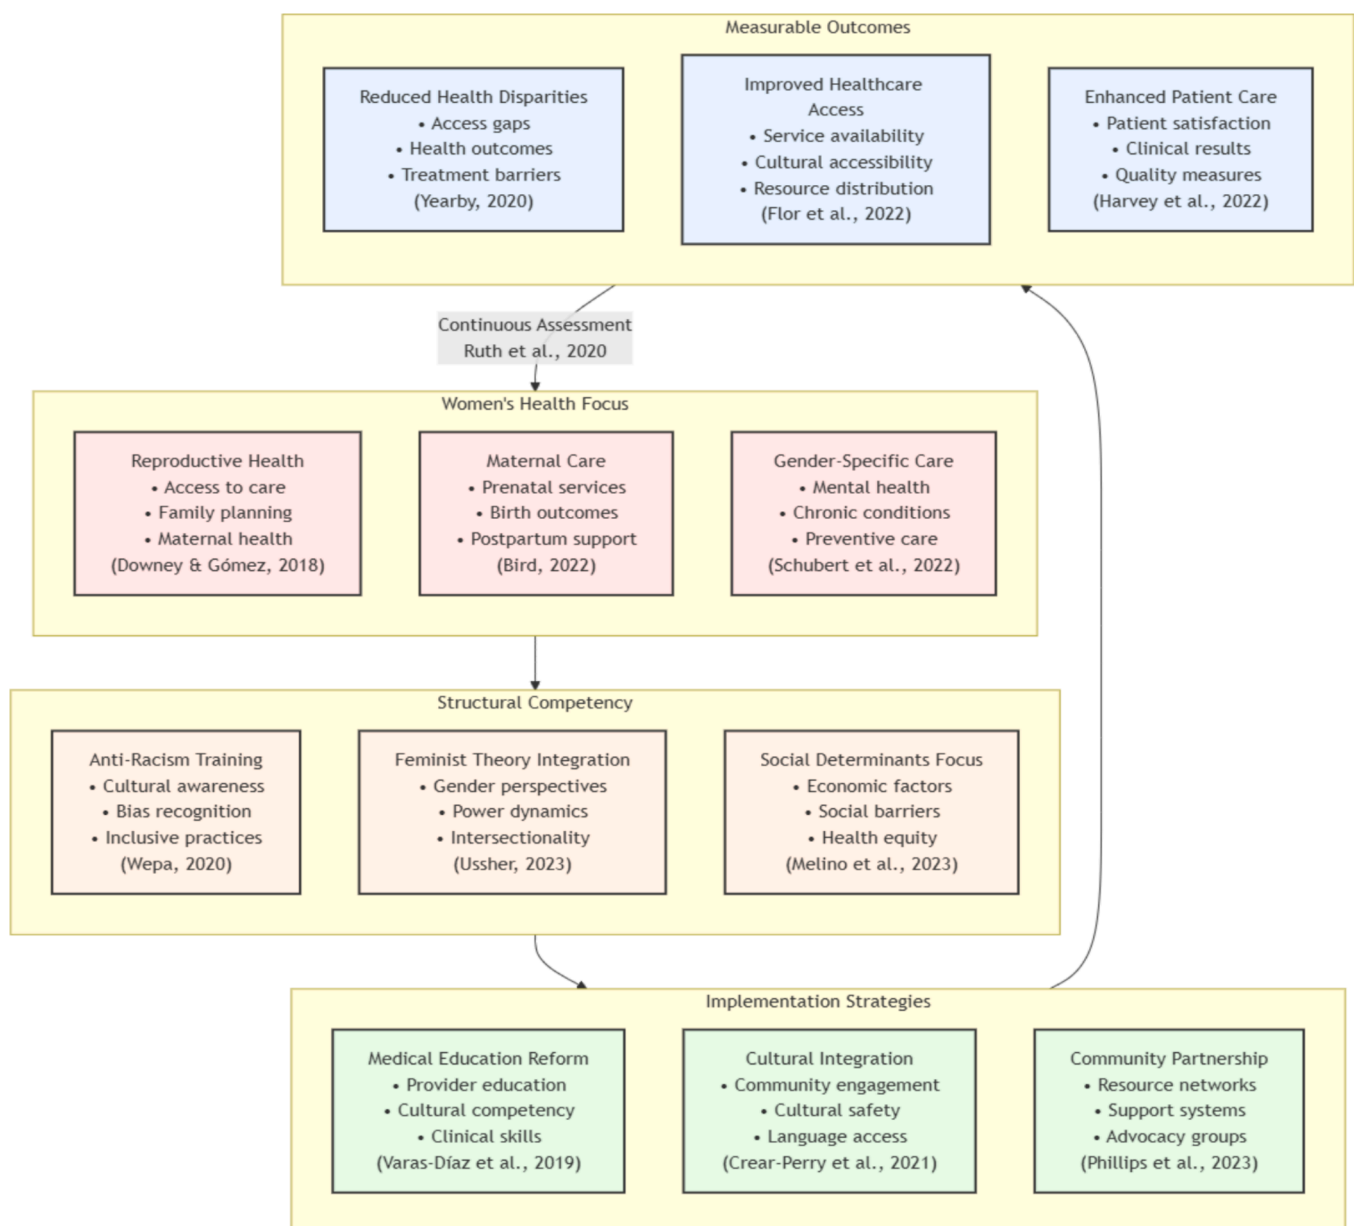 Measurable Outcomes
Reduced Health Disparities
• Access gaps
• Health outcomes
• Treatment barriers
(Yearby, 2020)
Improved Healthcare
Access
• Service availability
• Cultural accessibility
• Resource distribution
(Flor et al., 2022)
Enhanced Patient Care
• Patient satisfaction
• Clinical results
• Quality measures
(Harvey et al., 2022)
Continuous Assessment
Ruth et al., 2020
Women's Health Focus
Reproductive Health
• Access to care
• Family planning
• Maternal health
(Downey & Gómez, 2018)
Maternal Care
• Prenatal services
• Birth outcomes
• Postpartum support
(Bird, 2022)
Gender-Specific Care
• Mental health
• Chronic conditions
• Preventive care
(Schubert et al., 2022)
Structural Competency
Anti-Racism Training
• Cultural awareness
• Bias recognition
• Inclusive practices
(Wepa, 2020)
Feminist Theory Integration
• Gender perspectives
• Power dynamics
• Intersectionality
(Ussher, 2023)
Social Determinants Focus
• Economic factors
• Social barriers
• Health equity
(Melino et al., 2023)
Implementation Strategies
Medical Education Reform
• Provider education
• Cultural competency
• Clinical skills
(Varas-Díaz et al., 2019)
Cultural Integration
• Community engagement
• Cultural safety
• Language access
(Crear-Perry et al., 2021)
Community Partnership
• Resource networks
• Support systems
• Advocacy groups
(Phillips et al., 2023)